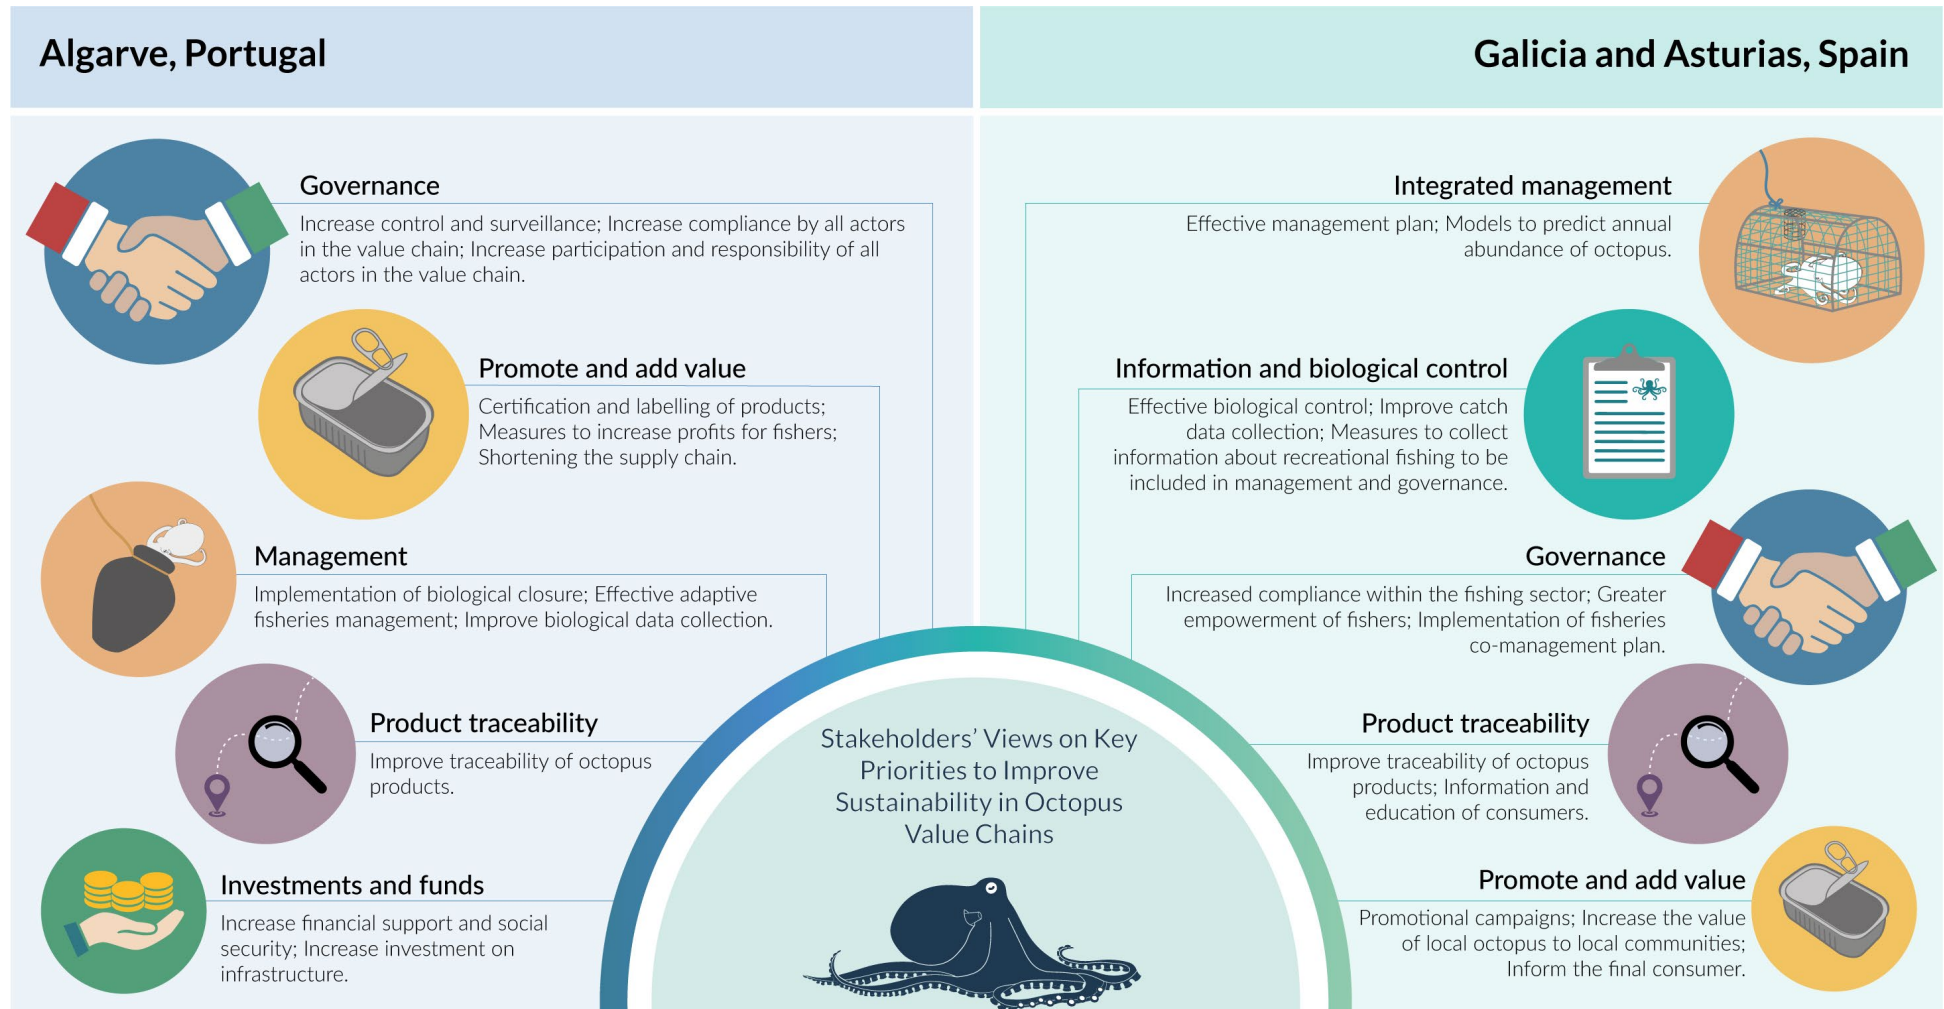 Algarve, Portugal
Galicia and Asturias, Spain
Governance
Increase control and surveillance; Increase compliance by all actors
in the value chain; Increase participation and responsibility of all
actors in the value chain.
Promote and add value
Certification and labelling of products;
Measures to increase profits for fishers;
Shortening the supply chain.
Management
Implementation of biological closure; Effective adaptive
fisheries management; Improve biological data collection.
Product traceability
Improve traceability of octopus
products.
Investments and funds
Increase financial support and social
security; Increase investment on
infrastructure.
Integrated management
Effective management plan; Models to predict annual
abundance of octopus.
Information and biological control
Effective biological control; Improve catch
data collection; Measures to collect
information about recreational fishing to be
included in management and governance.
Governance
Increased compliance within the fishing sector; Greater
empowerment of fishers; Implementation of fisheries
co-management plan.
Product traceability
Improve traceability of octopus
products; Information and
education of consumers.
Promote and add value
Promotional campaigns; Increase the value
of local octopus to local communities;
Inform the final consumer.
Stakeholders' Views on Key
Priorities to Improve
Sustainability in Octopus
Value Chains